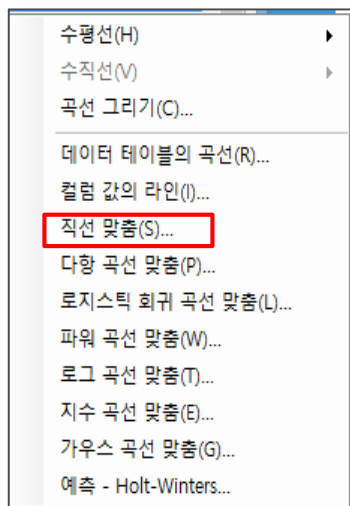 수평선(H)
수직선(V)
곡선 그리기(C)...
데이터 테이블의 곡선(R)...
컬럼 값의 라인(I)...
직선 맞춤(S)...
다항 곡선 맞춤(P)...
로지스틱 회귀 곡선 맞춤(L)...
파워 곡선 맞춤(W)...
로그 곡선 맞춤(T)...
지수 곡선 맞춤(E)...
가우스 곡선 맞춤(G)...
예측 - Holt-Winters...